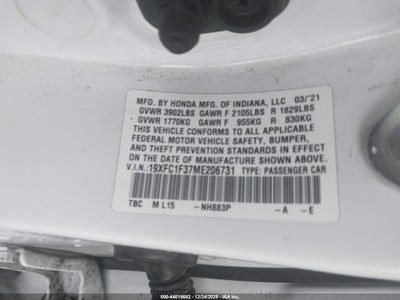 MFD. BY HONDA MFG. OF INDIANA, LLC 03/'21
GVWR 3902LBS GAWR F 2105LBS R 1829LBS
GVWR 1770KG GAWR F 955KG R 830KG
THIS VEHICLE CONFORMS TO ALL APPLICABLE
FEDERAL MOTOR VEHICLE SAFETY, BUMPER,
AND THEFT PREVENTION STANDARDS IN EFFECT
ON THE DATE OF MANUFACTURE SHOWN ABOVE.
V.I.N.:19XFC1F37ME206731 TYPE: PASSENGER CAR
TBC M L15 -NH883P -A -E
000-44016682 - 12/24/2025 -